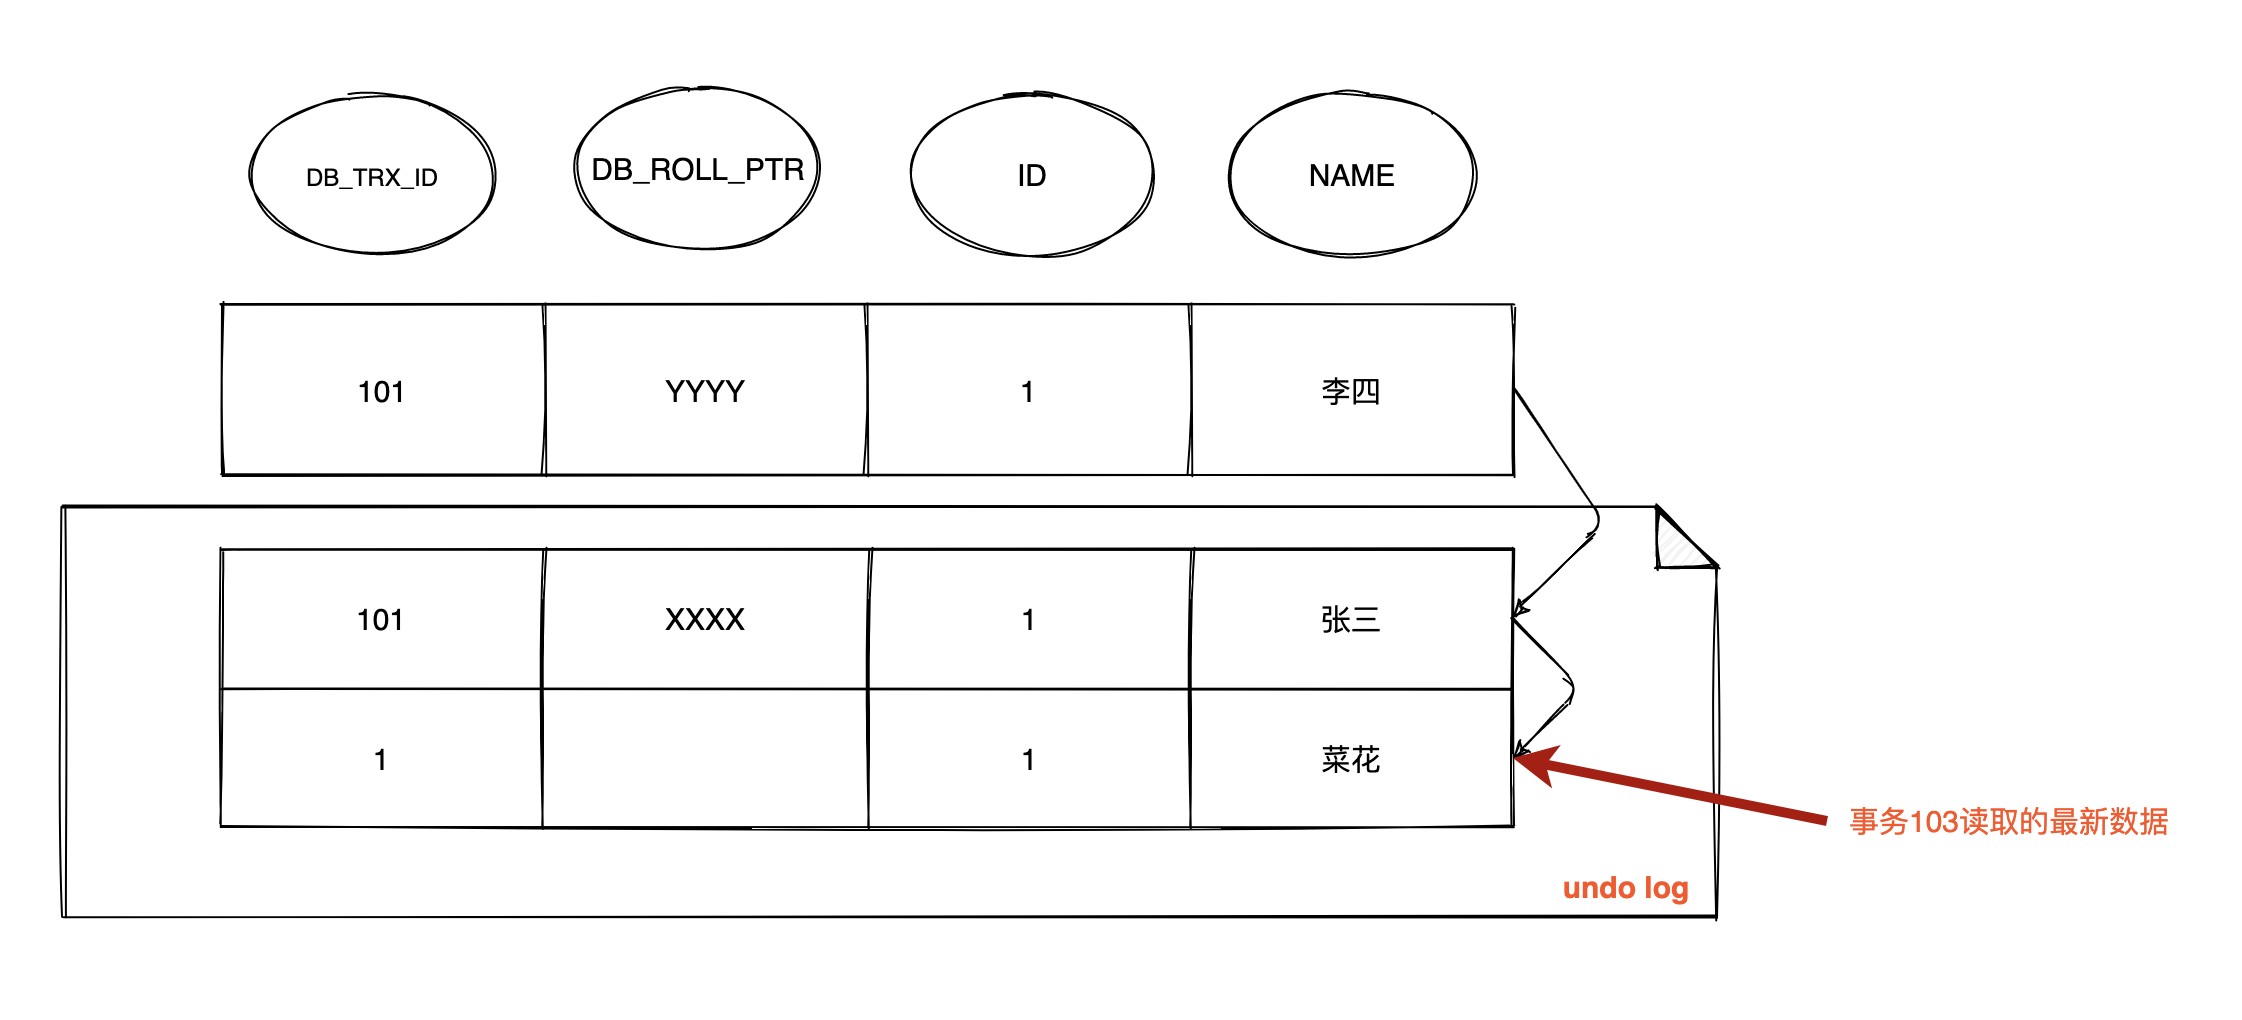 DB_TRX_ID
DB_ROLL_PTR
ID
NAME
101
YYYY
1
李四
101
XXXX
1
张三
1
1
菜花
事务103读取的最新数据
undo log